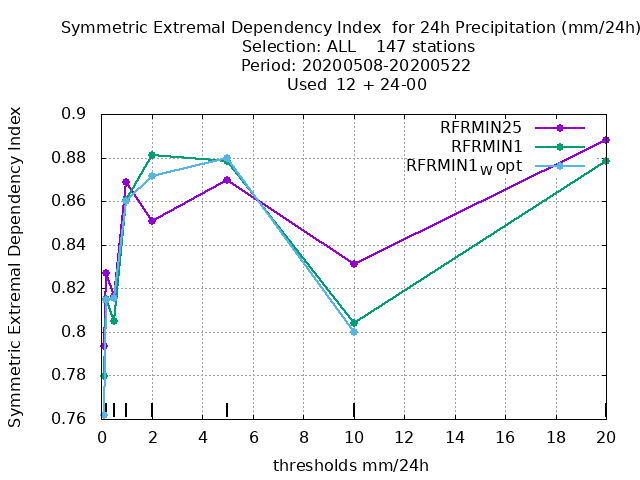 Symmetric Extremal Dependency Index  for 24h Precipitation (mm/24h)
Selection: ALL    147 stations
Period: 20200508-20200522
Used  12 + 24-00
Symmetric Extremal Dependency Index
0.9
0.88
0.86
0.84
0.82
0.8
0.78
0.76
RFRMIN25
RFRMIN1
RFRMIN1W opt
0 2 4 6 8 10 12 14 16 18 20
thresholds mm/24h